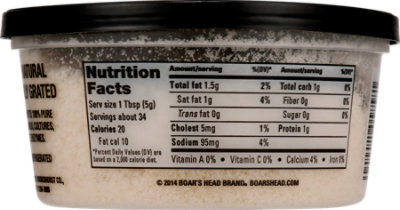 NATURAL
GRATED
Nutrition
Facts
Serv size 1 Tbsp (5g)
Servings about 34
Calories 20
Fat cal 10
*Percent Daily Values (DV) are
based on a 2,000 calorie diet.
Amount/serving %(DV)*
Total fat 1.5g 2%
Sat fat 1g 4%
Trans fat 0g
Cholest 5mg 1%
Sodium 95mg 4%
Amount/serving %(DV)*
Total carb 1g 0%
Fiber 0g 0%
Sugar 0g 0%
Protein 1g
Vitamin A 0% • Vitamin C 0% • Calcium 4% • Iron 0%
© 2014 BOAR'S HEAD BRAND. BOARSHEAD.COM